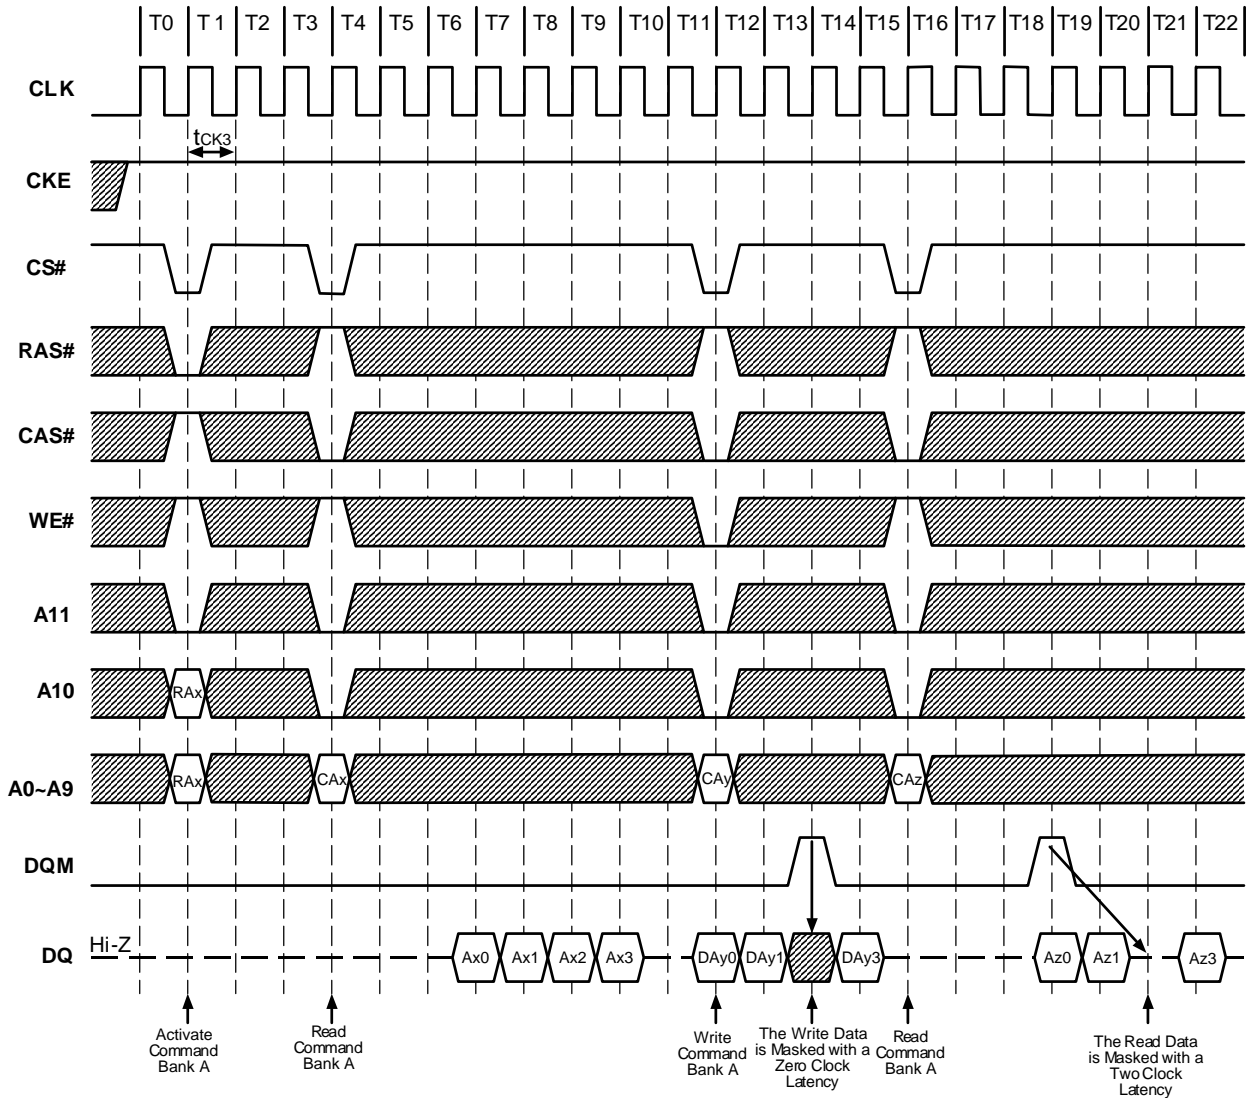 T0 T1 T2 T3 T4 T5 T6 T7 T8 T9 T10 T11 T12 T13 T14 T15 T16 T17 T18 T19 T20 T21 T22
CLK
tCK3
CKE
CS#
RAS#
CAS#
WE#
A11
A10 RAx
A0~A9 RAx CAx CAy CAz
DQM
DQ Hi-Z Ax0 Ax1 Ax2 Ax3 DAy0 DAy1 DAy3 Az0 Az1 Az3
Activate
Command
Bank A
Read
Command
Bank A
Write
Command
Bank A
The Write Data
is Masked with a
Zero Clock
Latency
Read
Command
Bank A
The Read Data
is Masked with a
Two Clock
Latency